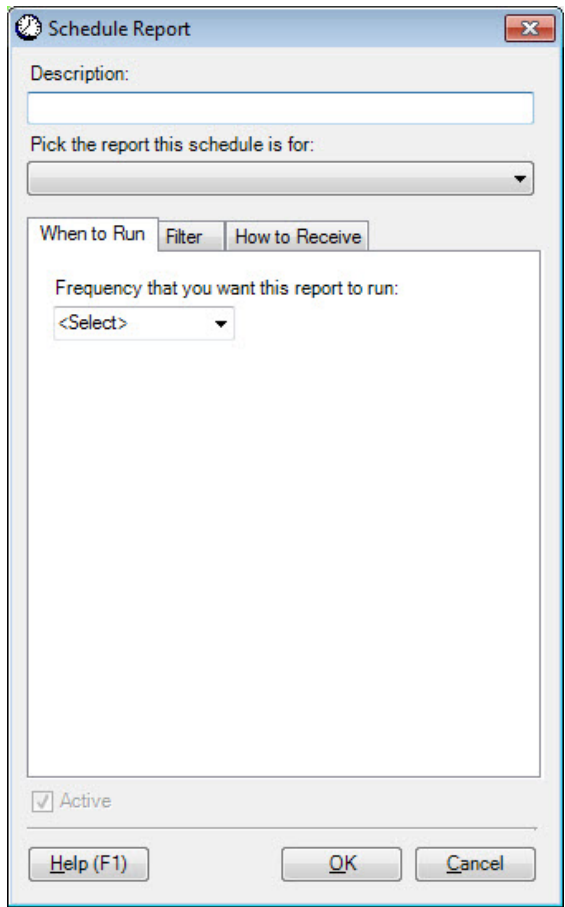 Schedule Report
Description:
Pick the report this schedule is for:
When to Run Filter How to Receive
Frequency that you want this report to run:
<Select>
Active
Help (F1) OK Cancel